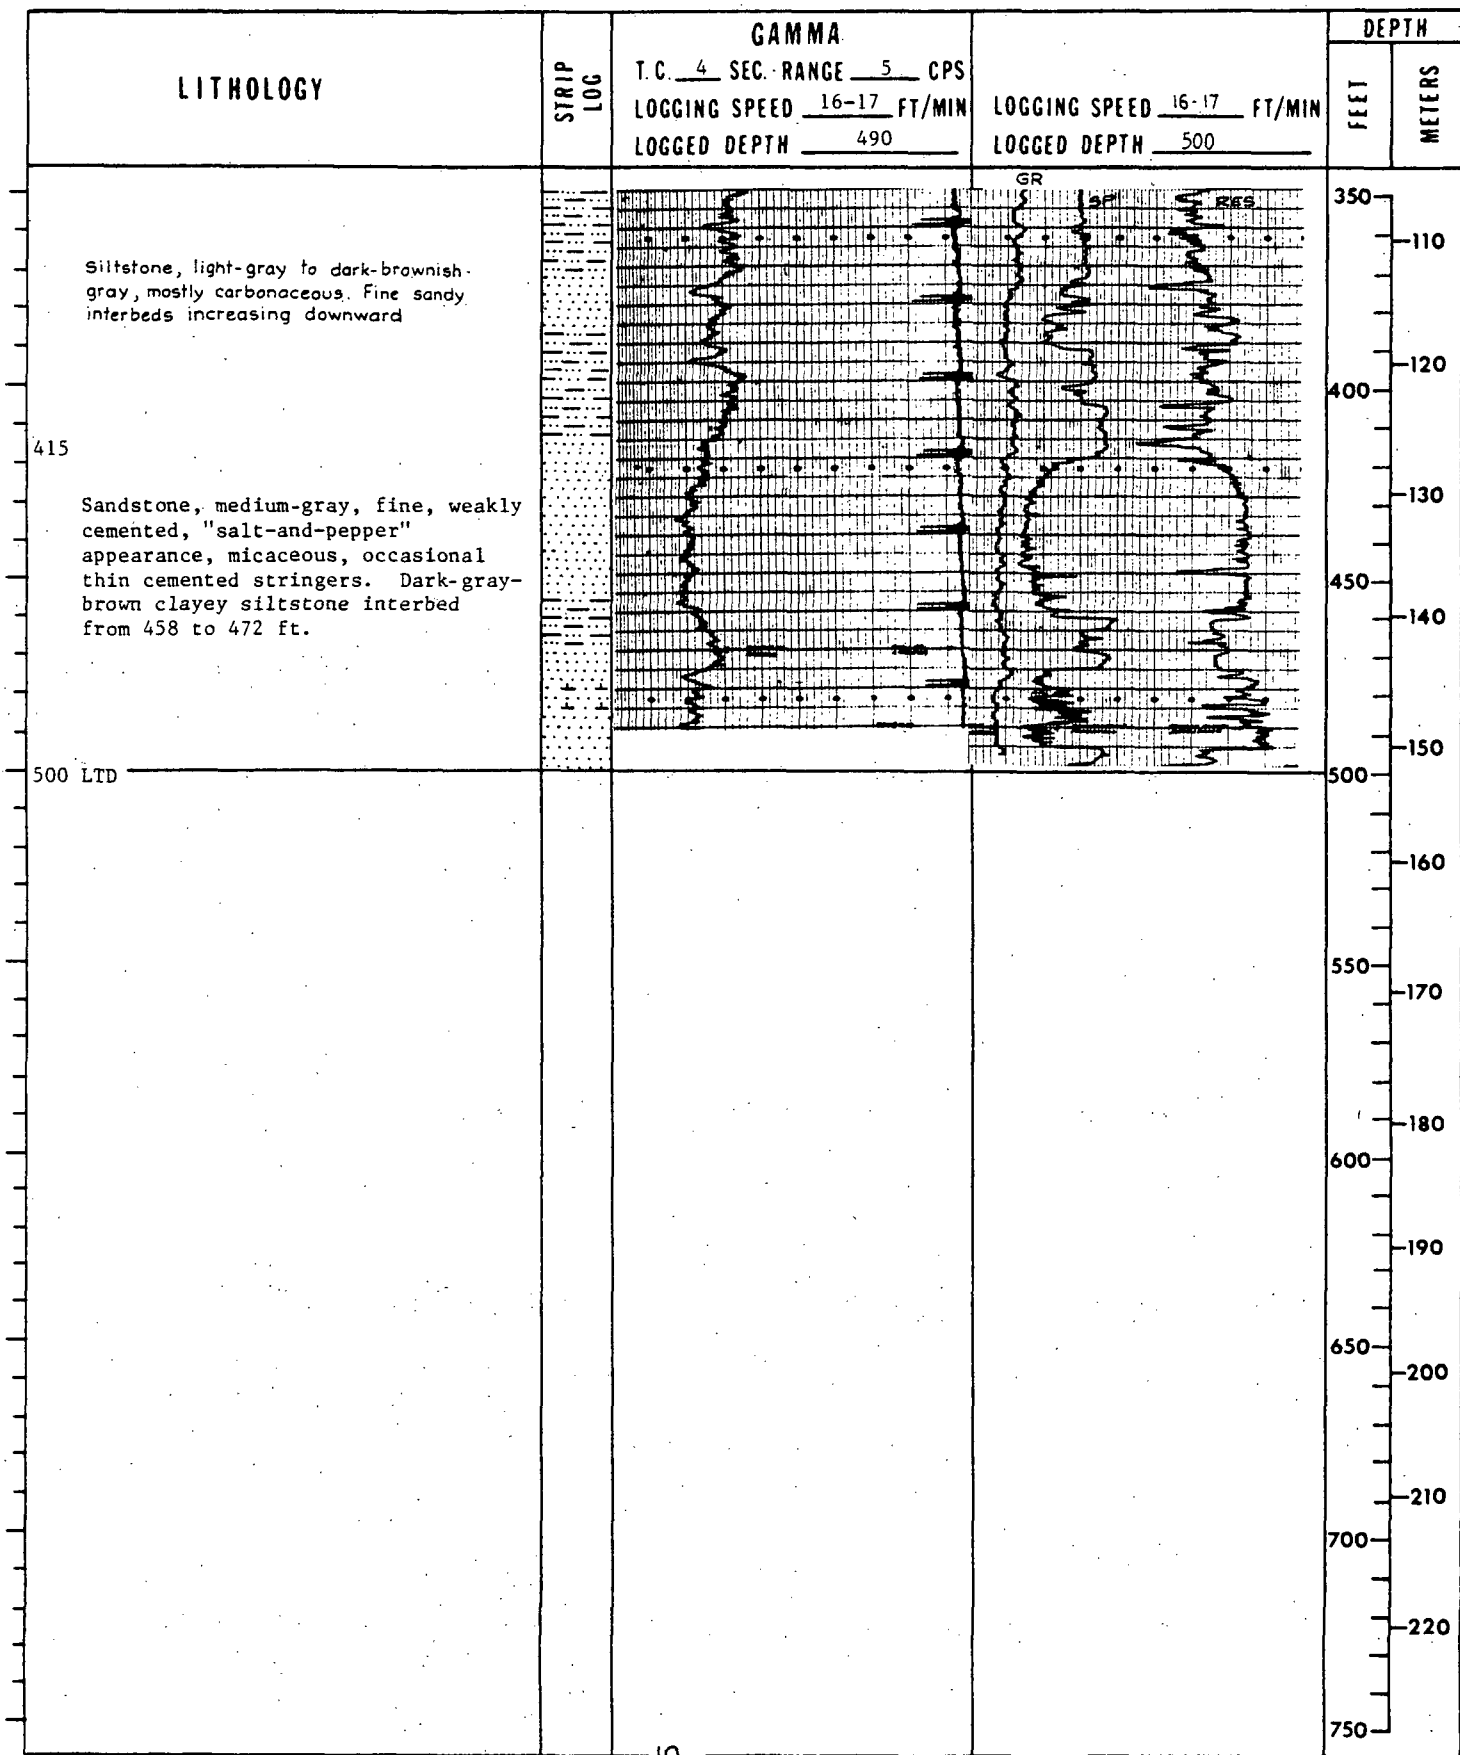 LITHOLOGY
STRIP LOG
GAMMA
T.C. 4 SEC. RANGE 5 CPS
LOGGING SPEED 16-17 FT/MIN
LOGGED DEPTH 490
LOGGING SPEED 16-17 FT/MIN
LOGGED DEPTH 500
DEPTH
FEET
METERS
GR
SP
RES
Siltstone, light-gray to dark-brownish-
gray, mostly carbonaceous. Fine sandy
interbeds increasing downward
415
Sandstone, medium-gray, fine, weakly
cemented, "salt-and-pepper"
appearance, micaceous, occasional
thin cemented stringers. Dark-gray-
brown clayey siltstone interbed
from 458 to 472 ft.
500 LTD
350
110
120
400
130
450
140
150
500
160
550
170
180
600
190
650
200
210
700
220
750